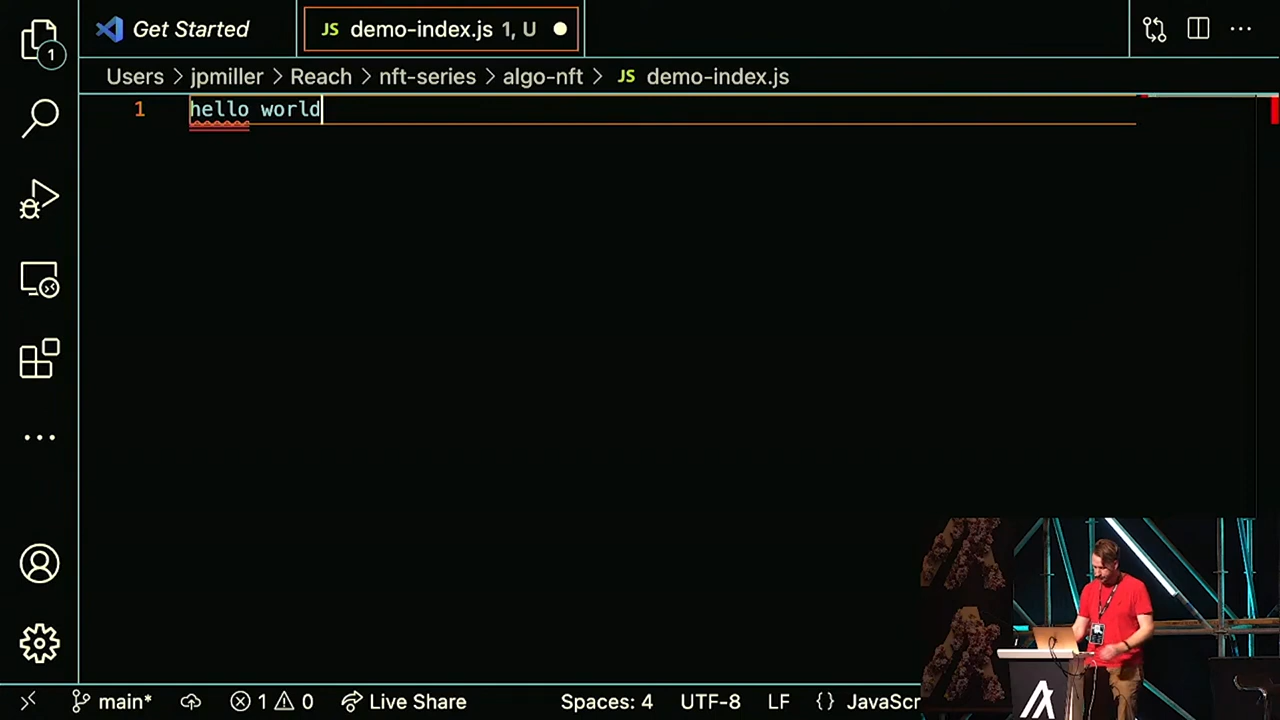 Get Started
JS demo-index.js 1, U
Users > jpmiller > Reach > nft-series > algo-nft > JS demo-index.js
1
1 hello world
main* 1 0 Live Share Spaces: 4 UTF-8 LF {} JavaScr